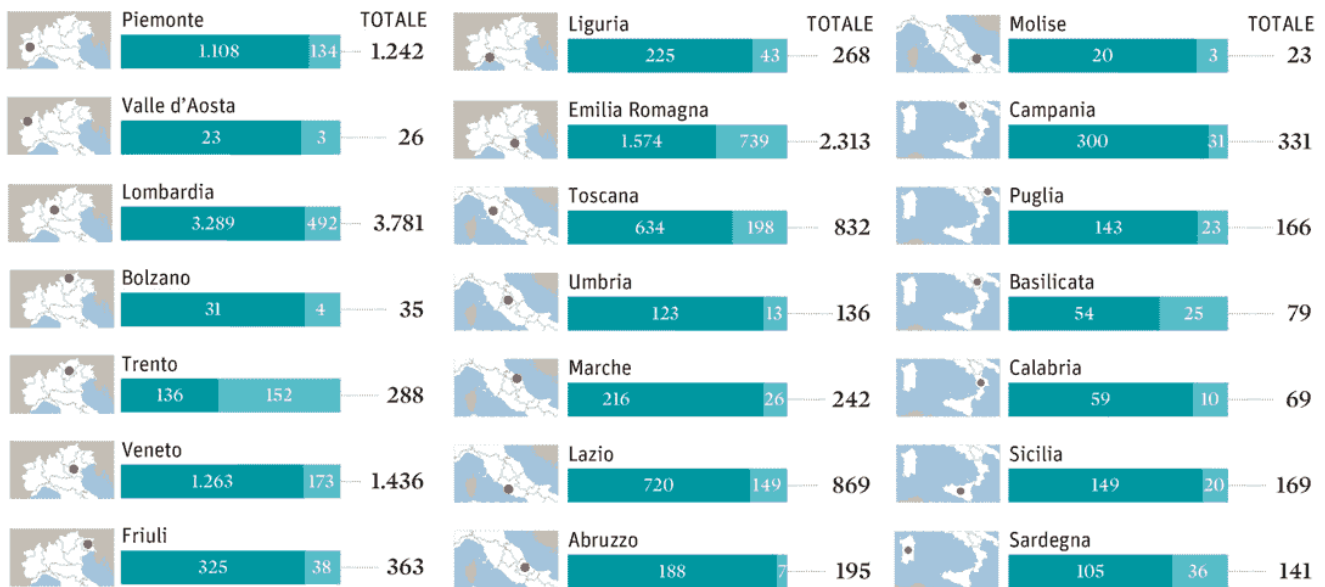 Piemonte TOTALE
1.108 134 1.242
Valle d'Aosta
23 3 26
Lombardia
3.289 492 3.781
Bolzano
31 4 35
Trento
136 152 288
Veneto
1.263 173 1.436
Friuli
325 38 363
Liguria TOTALE
225 43 268
Emilia Romagna
1.574 739 2.313
Toscana
634 198 832
Umbria
123 13 136
Marche
216 26 242
Lazio
720 149 869
Abruzzo
188 7 195
Molise TOTALE
20 3 23
Campania
300 31 331
Puglia
143 23 166
Basilicata
54 25 79
Calabria
59 10 69
Sicilia
149 20 169
Sardegna
105 36 141